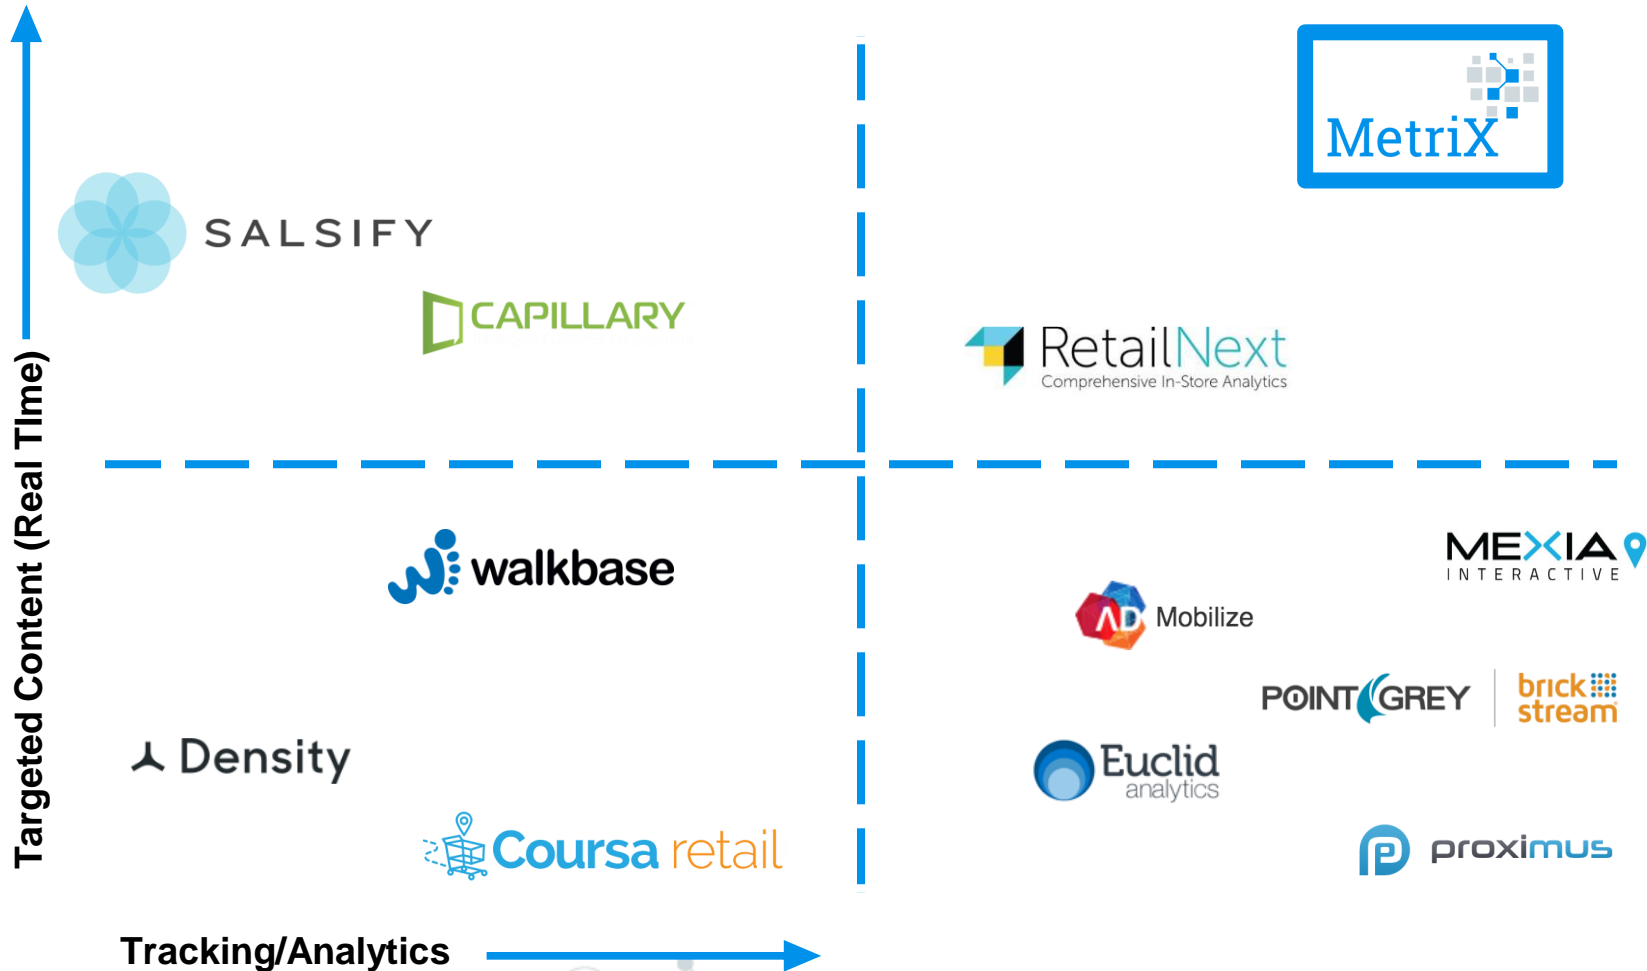 MetriX
SALSIFY
CAPILLARY
RetailNext
Comprehensive In-Store Analytics
Targeted Content (Real TIme)
walkbase
MEXIA
INTERACTIVE
AD Mobilize
POINT GREY
brick
stream
Density
Euclid
analytics
Coursa retail
proximus
Tracking/Analytics